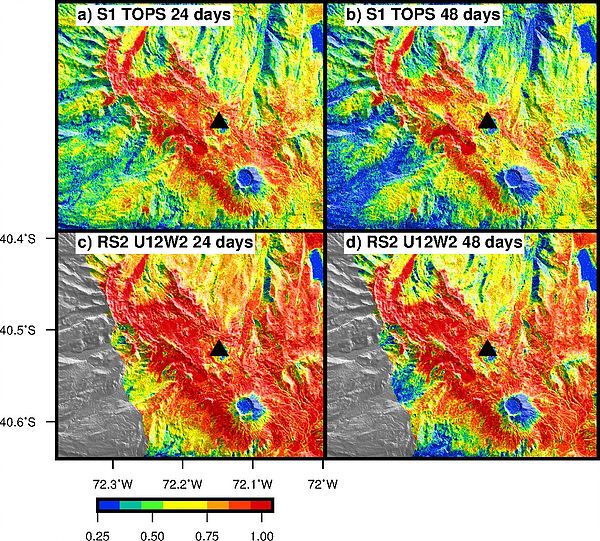 a) S1 TOPS 24 days
b) S1 TOPS 48 days
40.4°S
c) RS2 U12W2 24 days
d) RS2 U12W2 48 days
40.5°S
40.6°S
72.3°W 72.2°W 72.1°W 72°W
0.25 0.50 0.75 1.00